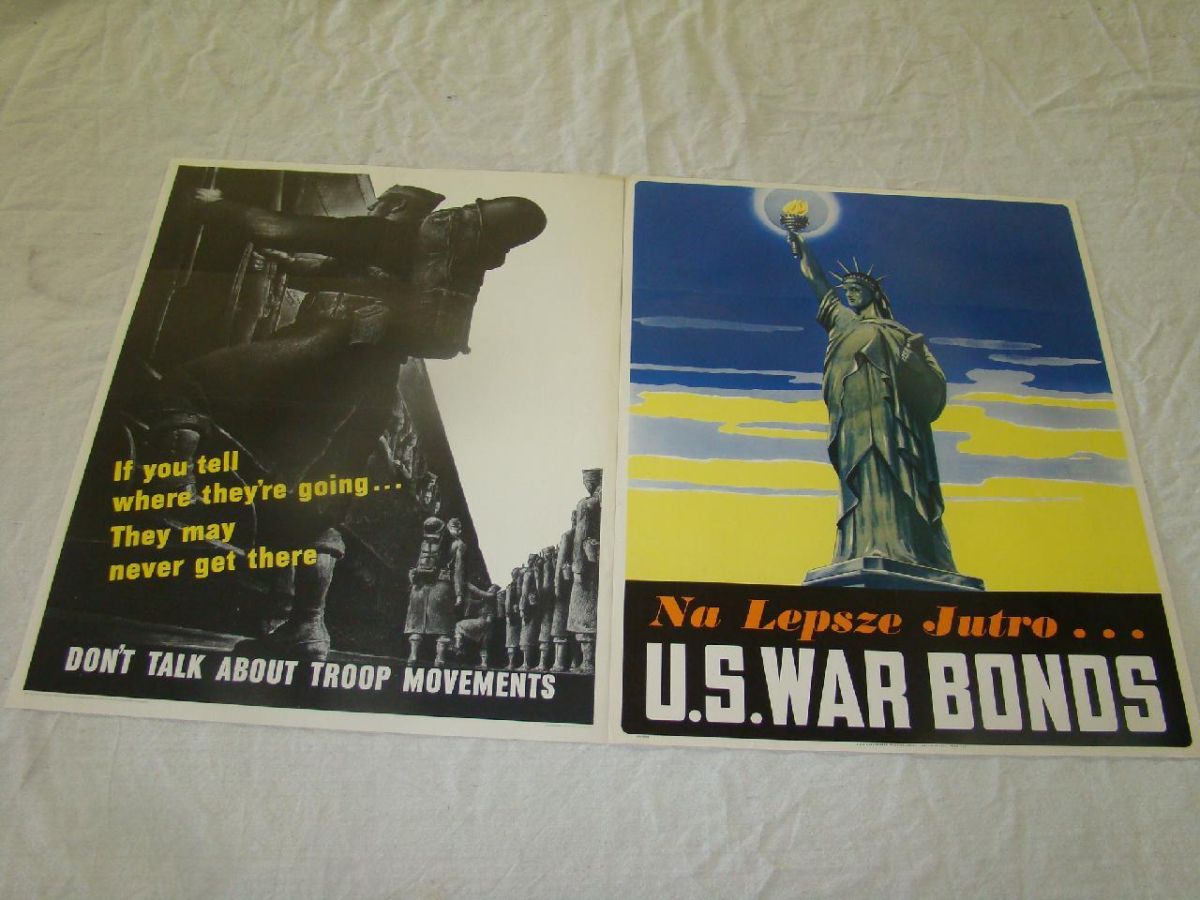 If you tell
where they're going...
They may
never get there
DON'T TALK ABOUT TROOP MOVEMENTS
Na Lepsze Jutro...
U.S. WAR BONDS